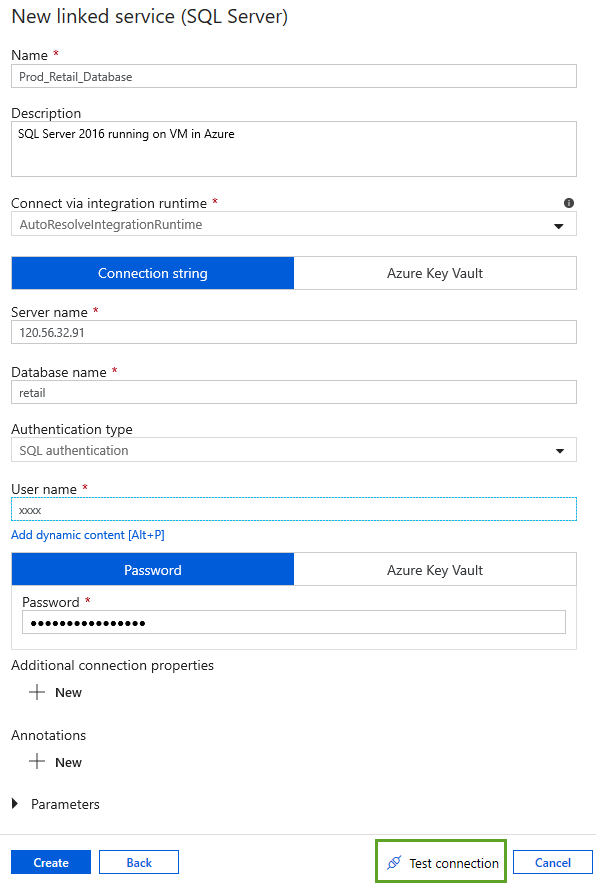 New linked service (SQL Server)
Name *
Prod_Retail_Database
Description
SQL Server 2016 running on VM in Azure
Connect via integration runtime *
AutoResolveIntegrationRuntime
Connection string Azure Key Vault
Server name *
120.56.32.91
Database name *
retail
Authentication type
SQL authentication
User name *
xxxx
Add dynamic content [Alt+P]
Password Azure Key Vault
Password *
••••••••••••••••
Additional connection properties
New
Annotations
New
Parameters
Create Back Test connection Cancel